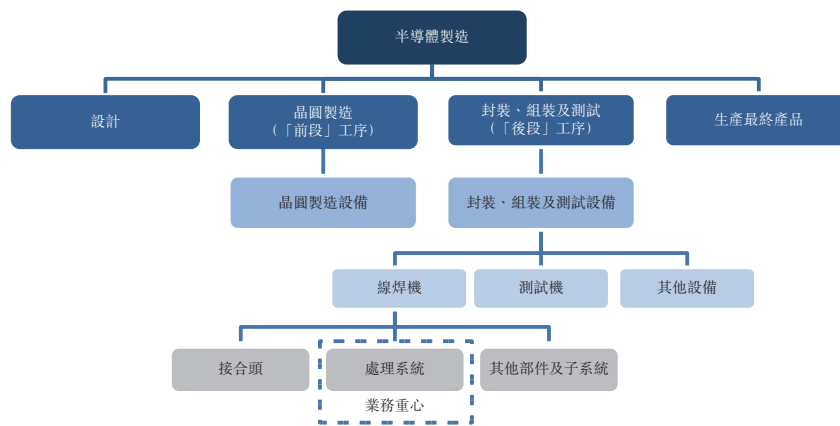 半導體製造
設計
晶圓製造
(「前段」工序)
封裝、組裝及測試
(「後段」工序)
生產最終產品
晶圓製造設備
封裝、組裝及測試設備
線焊機
測試機
其他設備
接合頭
處理系統
其他部件及子系統
業務重心